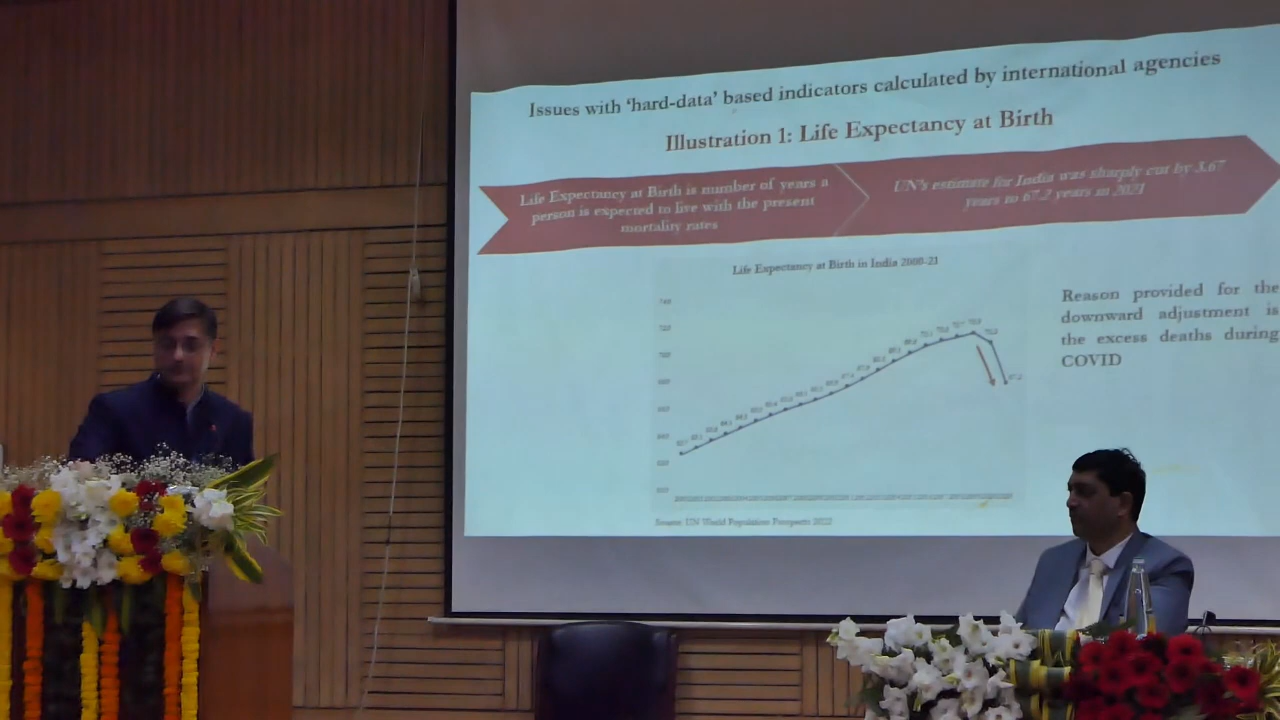 Issues with 'hard-data' based indicators calculated by international agencies
Illustration 1: Life Expectancy at Birth
Life Expectancy at Birth is number of years a
person is expected to live with the present
mortality rates
UN's estimate for India was sharply cut by 3.67
years to 67.2 years in 2021
Life Expectancy at Birth in India 2000-21
Reason provided for the
downward adjustment is
the excess deaths during
COVID
Source: UN World Population Prospects 2022